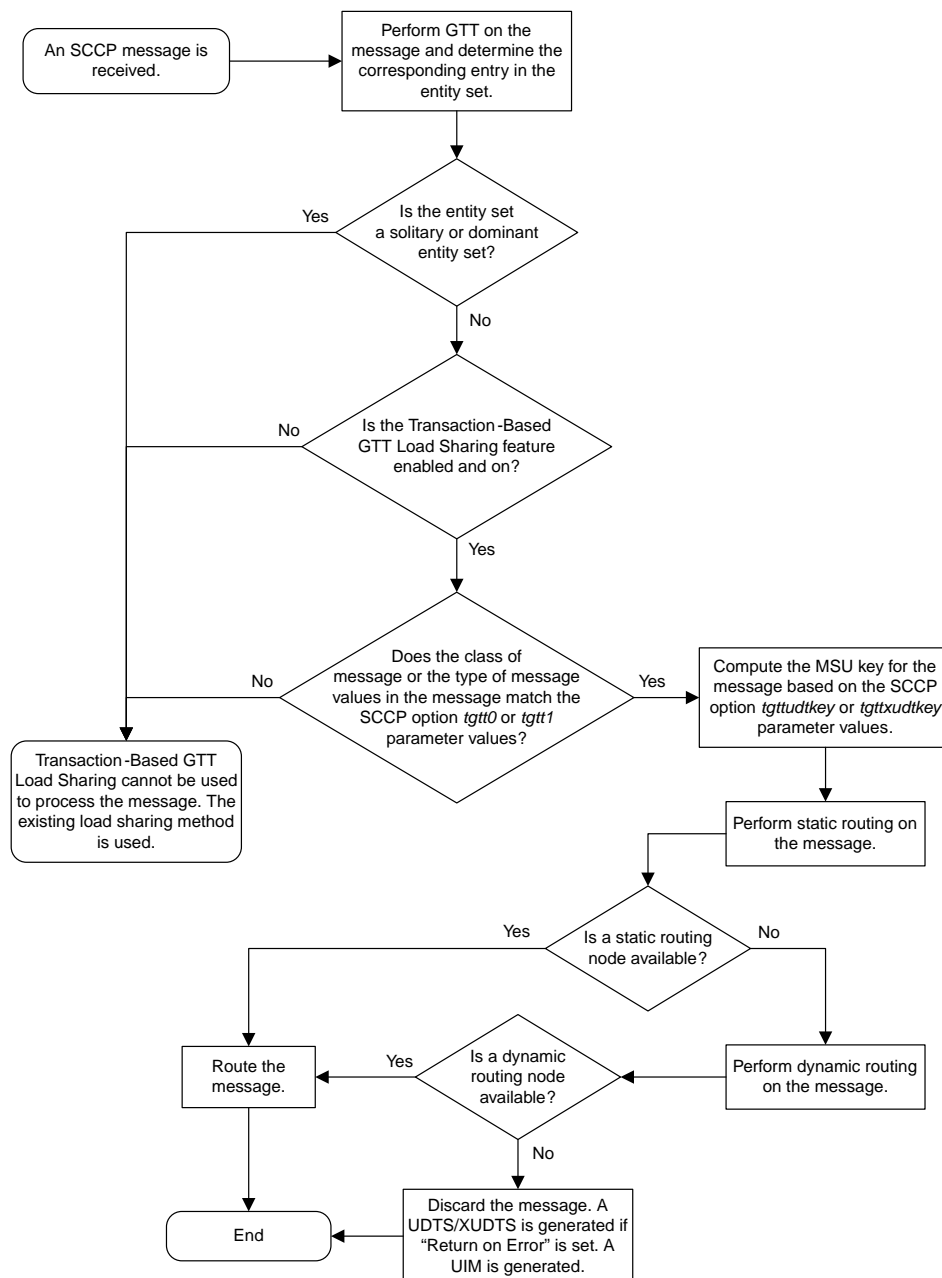 An SCCP message is
received.
Perform GTT on the
message and determine the
corresponding entry in the
entity set.
Is the entity set
a solitary or dominant
entity set?
Yes
No
Is the Transaction-Based
GTT Load Sharing feature
enabled and on?
No
Yes
Does the class of
message or the type of message
values in the message match the
SCCP option tgtt0 or tgtt1
parameter values?
No
Yes
Compute the MSU key for the
message based on the SCCP
option tgttudtkey or tgttxudtkey
parameter values.
Transaction-Based GTT
Load Sharing cannot be used
to process the message. The
existing load sharing method
is used.
Perform static routing on
the message.
Is a static routing
node available?
Yes
No
Route the
message.
Yes
Is a dynamic
routing node
available?
Perform dynamic routing
on the message.
No
End
Discard the message. A
UDTS/XUDTS is generated if
“Return on Error” is set. A
UIM is generated.